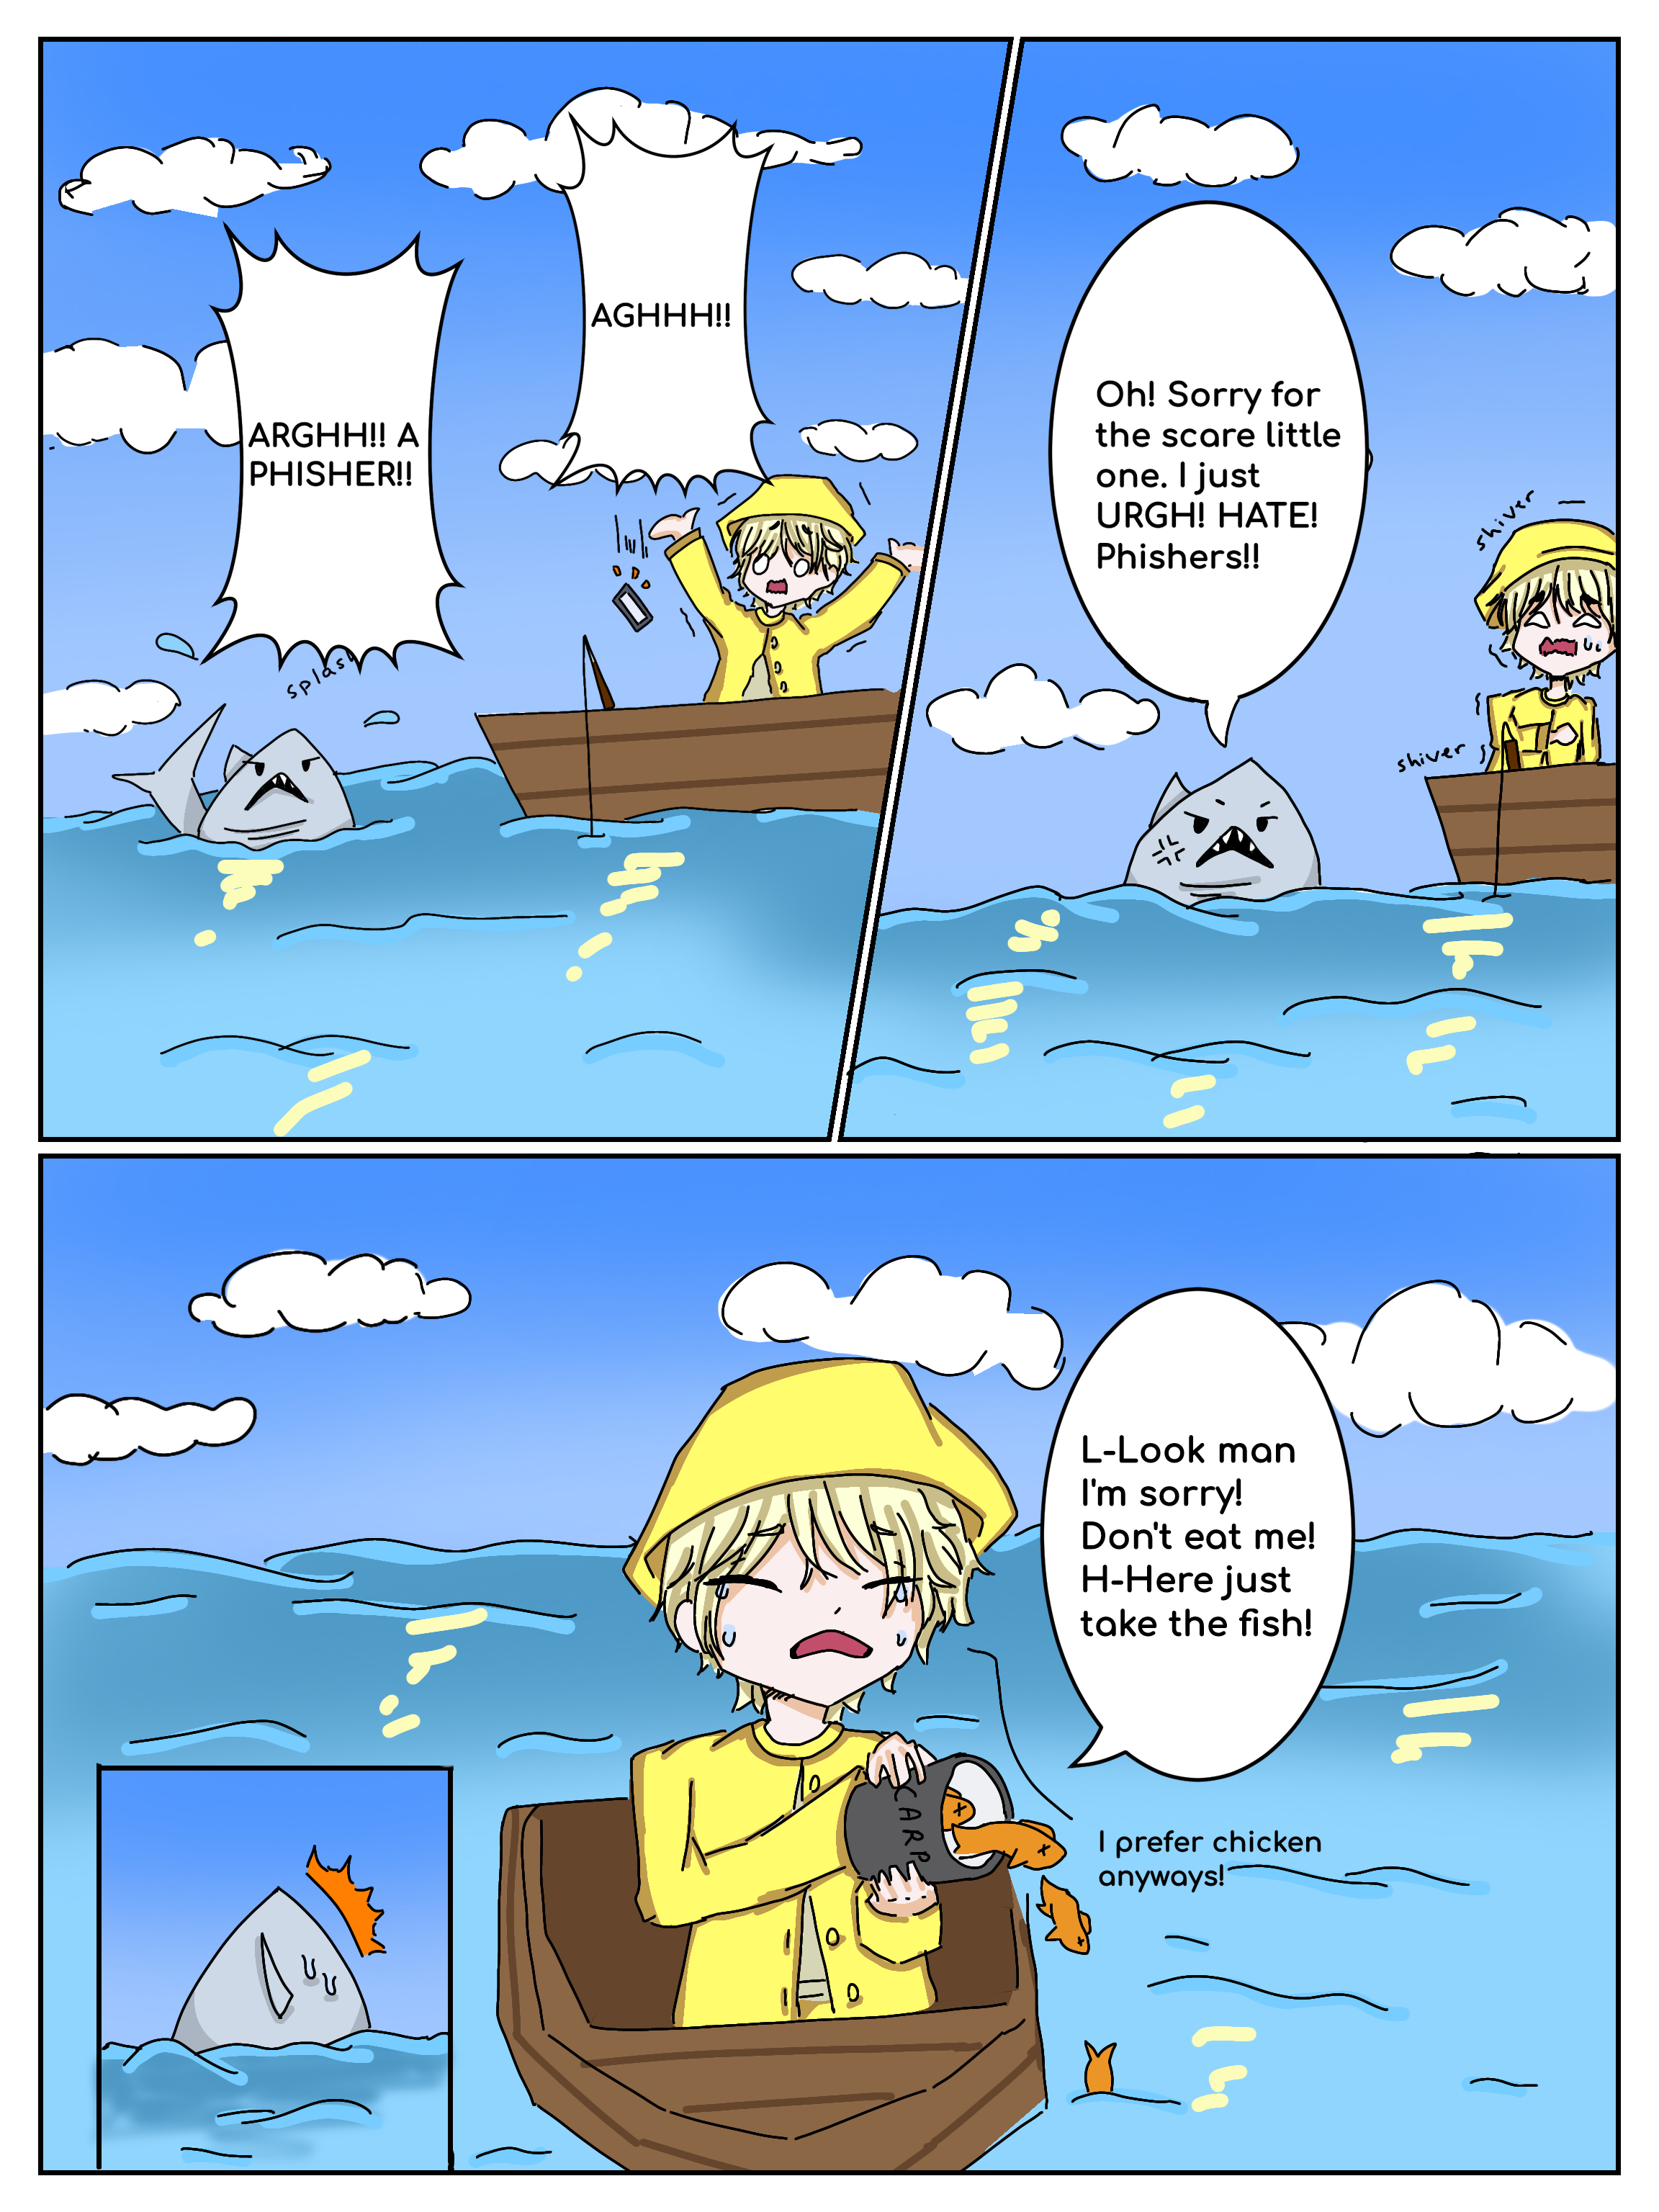 AGHHH!!
ARGHH!! A
PHISHER!!
splash
Oh! Sorry for
the scare little
one. I just
URGH! HATE!
Phishers!!
shiver
shiver
L-Look man
I'm sorry!
Don't eat me!
H-Here just
take the fish!
CARP
I prefer chicken
anyways!